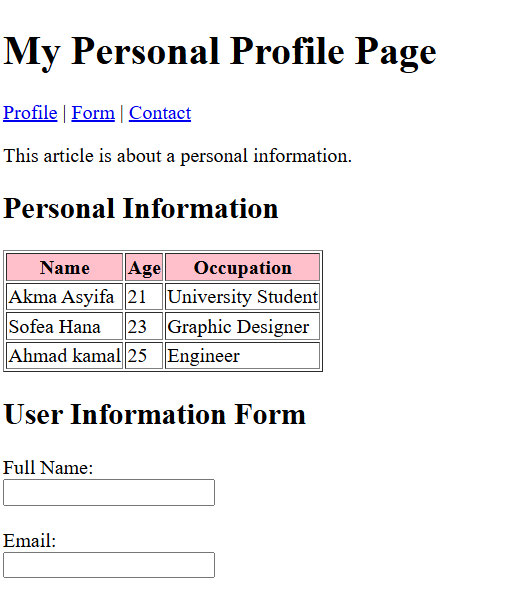 My Personal Profile Page
Profile | Form | Contact
This article is about a personal information.
Personal Information
Name Age Occupation
Akma Asyifa 21 University Student
Sofea Hana 23 Graphic Designer
Ahmad kamal 25 Engineer
User Information Form
Full Name:
Email: